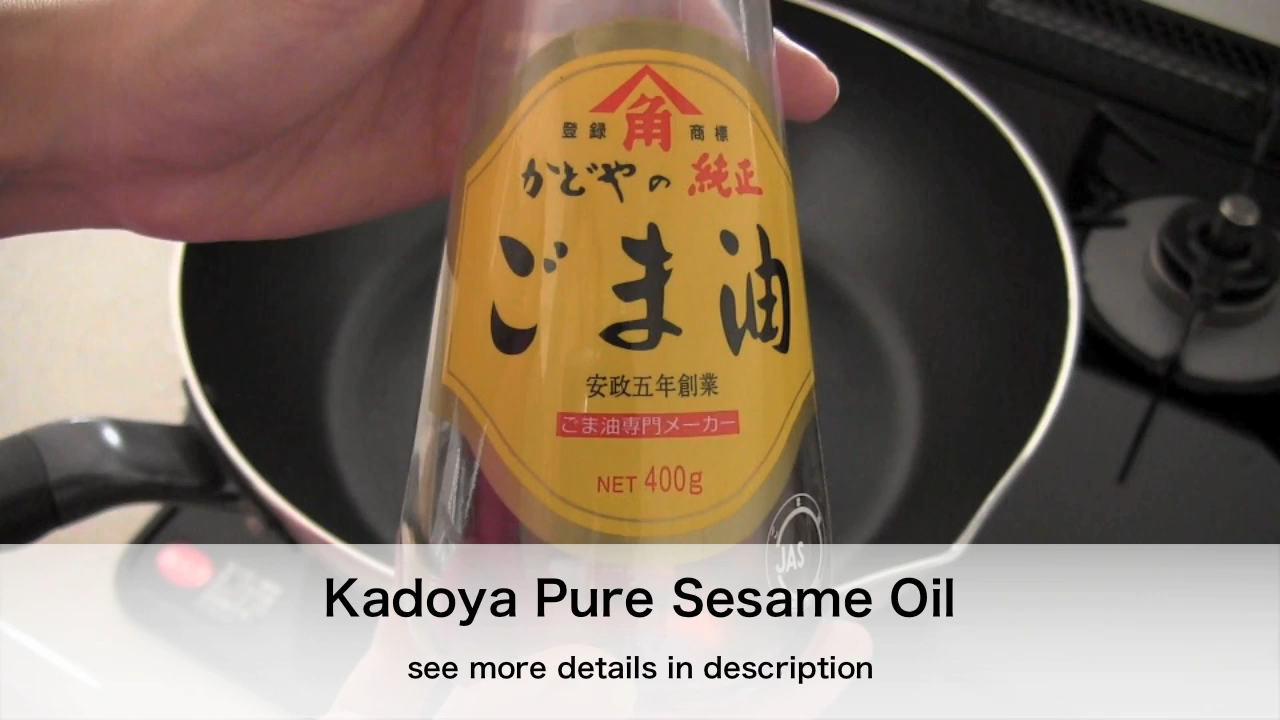 角
登録 商標
かどやの 純正
ごま油
安政五年創業
ごま油専門メーカー
NET 400g
JAS
Kadoya Pure Sesame Oil
see more details in description